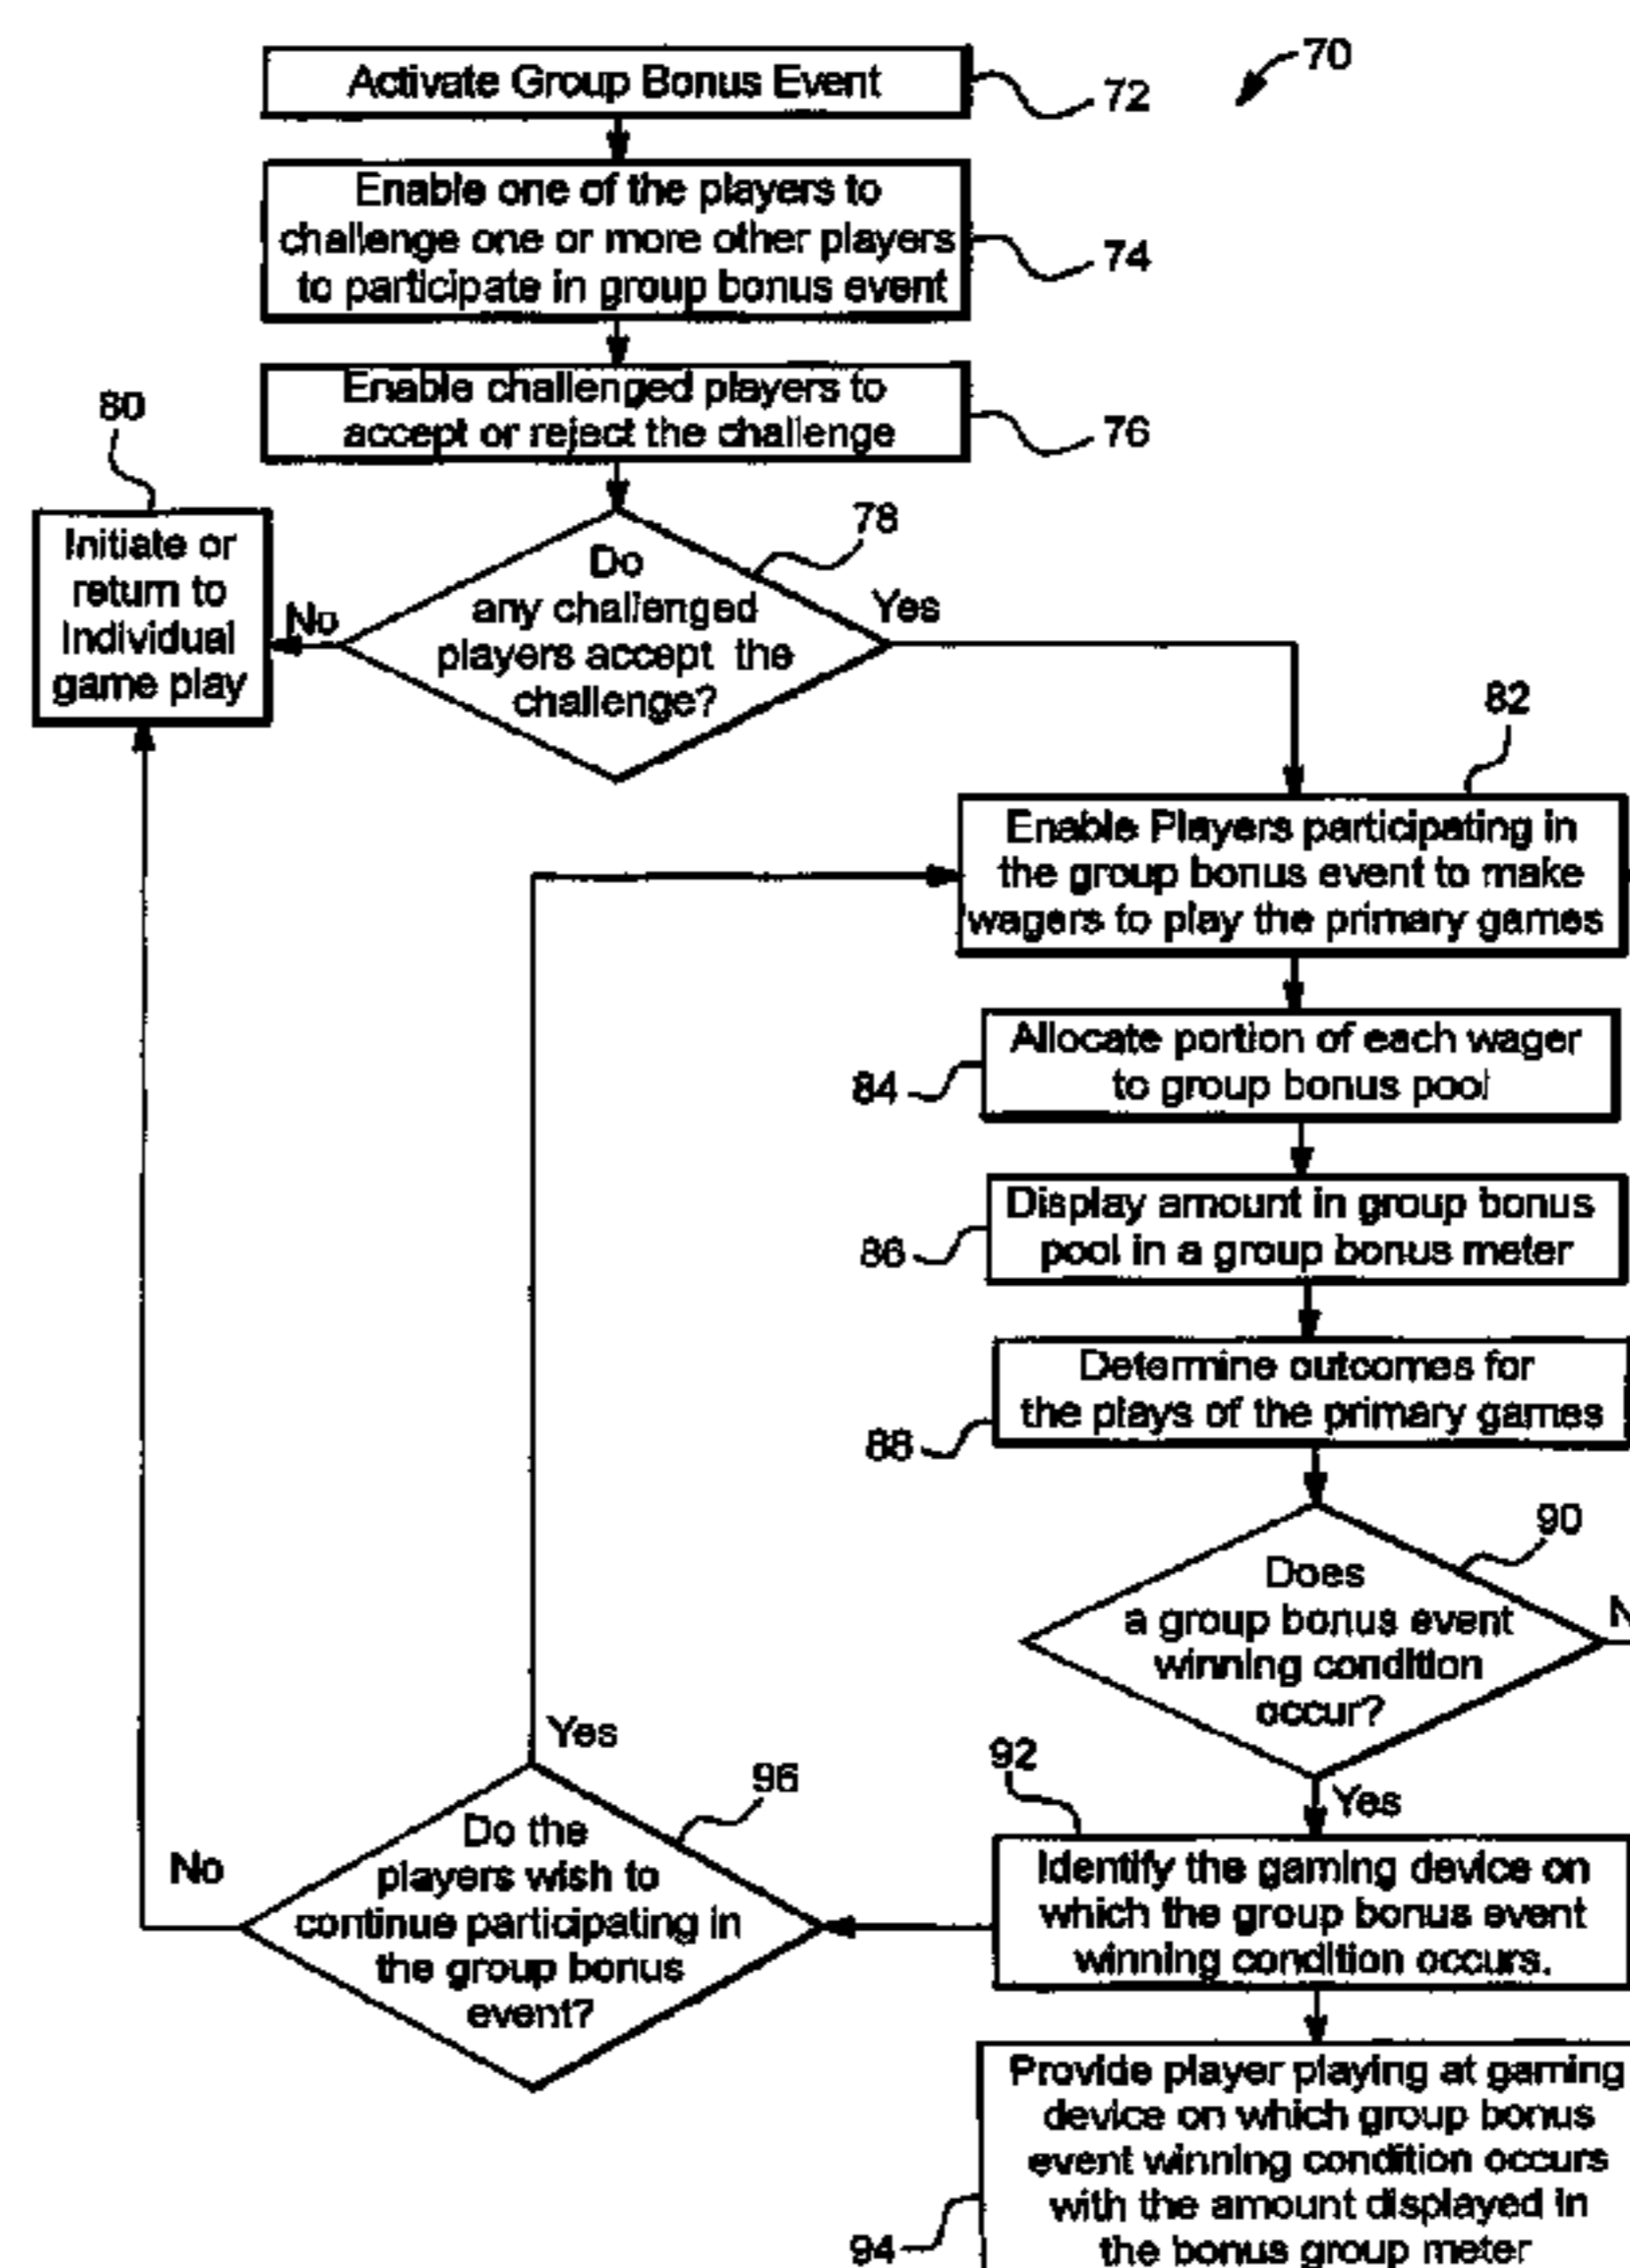 70
Activate Group Bonus Event
72
Enable one of the players to
challenge one or more other players
to participate in group bonus event
74
Enable challenged players to
accept or reject the challenge
76
80
Initiate or
return to
Individual
game play
No
78
Do
any challenged
players accept the
challenge?
Yes
82
Enable Players participating in
the group bonus event to make
wagers to play the primary games
Allocate portion of each wager
to group bonus pool
84
Display amount in group bonus
pool in a group bonus meter
86
Determine outcomes for
the plays of the primary games
88
90
Does
a group bonus event
winning condition
occur?
Yes
92
Identify the gaming device on
which the group bonus event
winning condition occurs.
Yes
96
Do the
players wish to
continue participating in
the group bonus
event?
No
Provide player playing at gaming
device on which group bonus
event winning condition occurs
with the amount displayed in
the bonus group meter
94